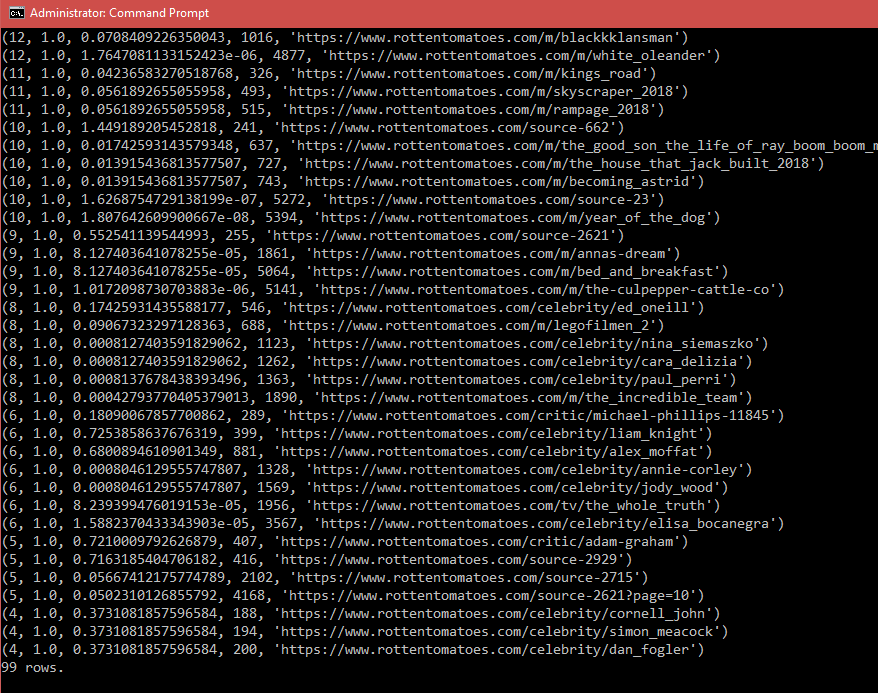 Administrator: Command Prompt
(12, 1.0, 0.0708409226350043, 1016, 'https://www.rottentomatoes.com/m/blackkklansman')
(12, 1.0, 1.7647081133152423e-06, 4877, 'https://www.rottentomatoes.com/m/white_oleander')
(11, 1.0, 0.04236583270518768, 326, 'https://www.rottentomatoes.com/m/kings_road')
(11, 1.0, 0.0561892655055958, 493, 'https://www.rottentomatoes.com/m/skyscraper_2018')
(11, 1.0, 0.0561892655055958, 515, 'https://www.rottentomatoes.com/m/rampage_2018')
(10, 1.0, 1.449189205452818, 241, 'https://www.rottentomatoes.com/source-662')
(10, 1.0, 0.01742593143579348, 637, 'https://www.rottentomatoes.com/m/the_good_son_the_life_of_ray_boom_boom_m
(10, 1.0, 0.013915436813577507, 727, 'https://www.rottentomatoes.com/m/the_house_that_jack_built_2018')
(10, 1.0, 0.013915436813577507, 743, 'https://www.rottentomatoes.com/m/becoming_astrid')
(10, 1.0, 1.6268754729138199e-07, 5272, 'https://www.rottentomatoes.com/source-23')
(10, 1.0, 1.807642609900667e-08, 5394, 'https://www.rottentomatoes.com/m/year_of_the_dog')
(9, 1.0, 0.552541139544993, 255, 'https://www.rottentomatoes.com/source-2621')
(9, 1.0, 8.127403641078255e-05, 1861, 'https://www.rottentomatoes.com/m/annas-dream')
(9, 1.0, 8.127403641078255e-05, 5064, 'https://www.rottentomatoes.com/m/bed_and_breakfast')
(9, 1.0, 1.0172098730703883e-06, 5141, 'https://www.rottentomatoes.com/m/the-culpepper-cattle-co')
(8, 1.0, 0.17425931435588177, 546, 'https://www.rottentomatoes.com/celebrity/ed_oneill')
(8, 1.0, 0.09067323297128363, 688, 'https://www.rottentomatoes.com/m/legofilmen_2')
(8, 1.0, 0.0008127403591829062, 1123, 'https://www.rottentomatoes.com/celebrity/nina_siemaszko')
(8, 1.0, 0.0008127403591829062, 1262, 'https://www.rottentomatoes.com/celebrity/cara_delizia')
(8, 1.0, 0.0008137678438393496, 1363, 'https://www.rottentomatoes.com/celebrity/paul_perri')
(8, 1.0, 0.00042793770405379013, 1890, 'https://www.rottentomatoes.com/m/the_incredible_team')
(6, 1.0, 0.18090067857700862, 289, 'https://www.rottentomatoes.com/critic/michael-phillips-11845')
(6, 1.0, 0.7253858637676319, 399, 'https://www.rottentomatoes.com/celebrity/liam_knight')
(6, 1.0, 0.6800894610901349, 881, 'https://www.rottentomatoes.com/celebrity/alex_moffat')
(6, 1.0, 0.0008046129555747807, 1328, 'https://www.rottentomatoes.com/celebrity/annie-corley')
(6, 1.0, 0.0008046129555747807, 1569, 'https://www.rottentomatoes.com/celebrity/jody_wood')
(6, 1.0, 8.239399476019153e-05, 1956, 'https://www.rottentomatoes.com/tv/the_whole_truth')
(6, 1.0, 1.5882370433343903e-05, 3567, 'https://www.rottentomatoes.com/celebrity/elisa_bocanegra')
(5, 1.0, 0.7210009792626879, 407, 'https://www.rottentomatoes.com/critic/adam-graham')
(5, 1.0, 0.7163185404706182, 416, 'https://www.rottentomatoes.com/source-2929')
(5, 1.0, 0.05667412175774789, 2102, 'https://www.rottentomatoes.com/source-2715')
(5, 1.0, 0.0502310126855792, 4168, 'https://www.rottentomatoes.com/source-2621?page=10')
(4, 1.0, 0.3731081857596584, 188, 'https://www.rottentomatoes.com/celebrity/cornell_john')
(4, 1.0, 0.3731081857596584, 194, 'https://www.rottentomatoes.com/celebrity/simon_meacock')
(4, 1.0, 0.3731081857596584, 200, 'https://www.rottentomatoes.com/celebrity/dan_fogler')
99 rows.